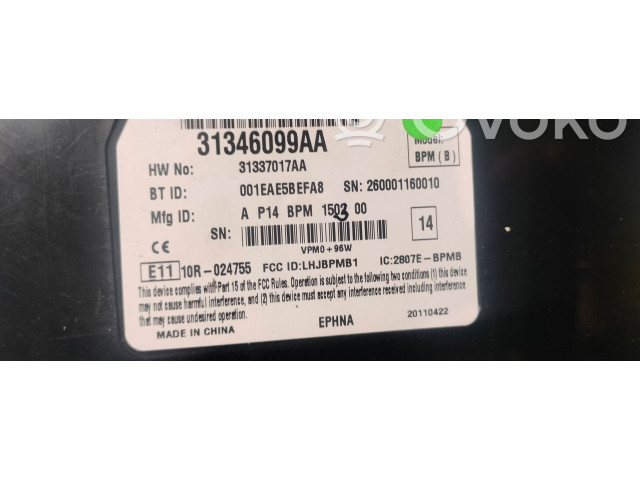 OVOKO
31346099AA
Model:
BPM ( B )
HW No: 31337017AA
BT ID: 001EAE5BEFA8 SN: 260001160010
Mfg ID: A P14 BPM 1503 00
14
SN:
VPM0+96W
E11 10R-024755 FCC ID:LHJBPMB1 IC:2807E-BPMB
This device complies with Part 15 of the FCC Rules. Operation is subject to the following two conditions (1) this device
may not cause harmful interference, and (2) this device must accept any interference received including interference
that may cause undesired operation.
MADE IN CHINA EPHNA 20110422